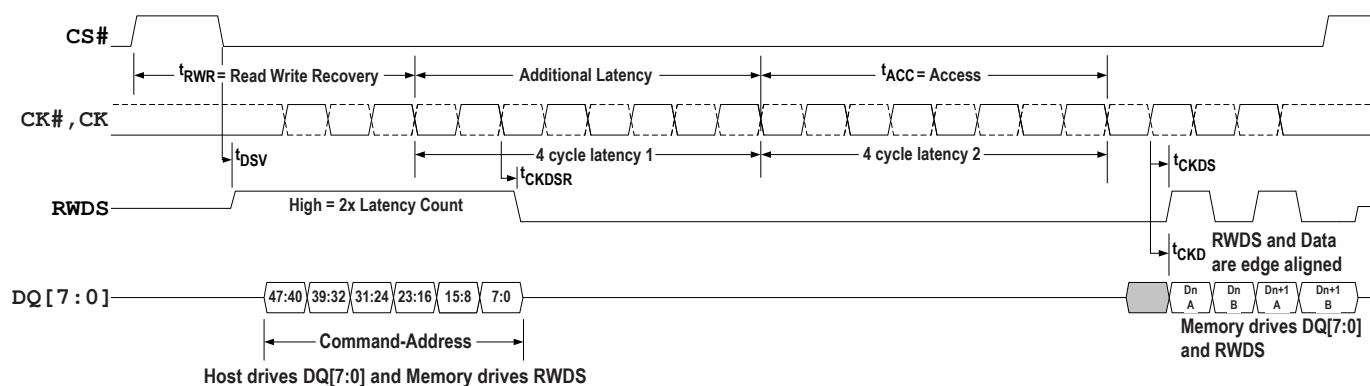 CS#
tRWR = Read Write Recovery
Additional Latency
tACC = Access
CK#,CK
tDSV
4 cycle latency 1
4 cycle latency 2
tCKDSR
tCKDS
RWDS
High = 2x Latency Count
tCKD
RWDS and Data
are edge aligned
DQ[7:0]
47:40 39:32 31:24 23:16 15:8 7:0
Dn A
Dn B
Dn+1 A
Dn+1 B
Command-Address
Memory drives DQ[7:0]
and RWDS
Host drives DQ[7:0] and Memory drives RWDS